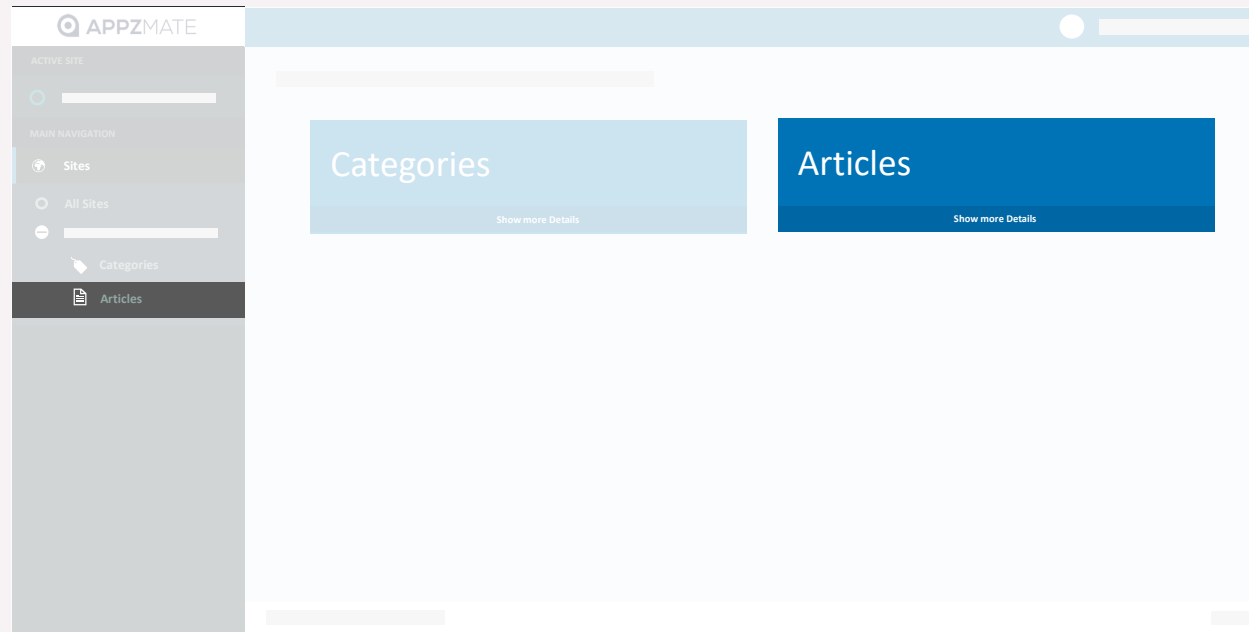 APPZMATE
ACTIVE SITE
MAIN NAVIGATION
Sites
All Sites
Categories
Articles
Categories
Show more Details
Articles
Show more Details